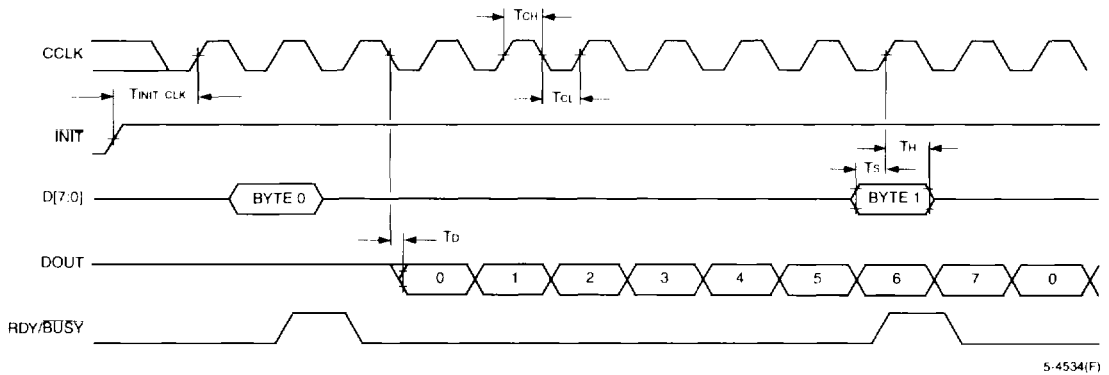 TCH
CCLK
TINIT CLK
TCL
INIT
TH
TS
D[7:0]
BYTE 0
BYTE 1
TD
DOUT
0 1 2 3 4 5 6 7 0
RDY/BUSY
5-4534(F)